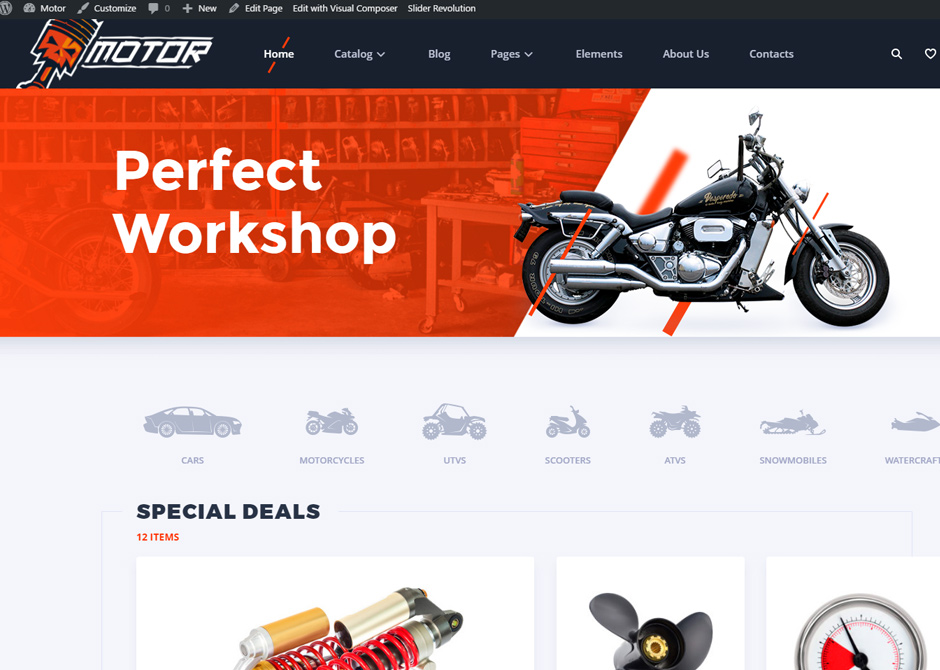 Motor Customize 0 New Edit Page Edit with Visual Composer Slider Revolution
MOTOR Home Catalog Blog Pages Elements About Us Contacts
Perfect
Workshop
Desperado
CARS MOTORCYCLES UTVS SCOOTERS ATVS SNOWMOBILES WATERCRAFT
SPECIAL DEALS
12 ITEMS